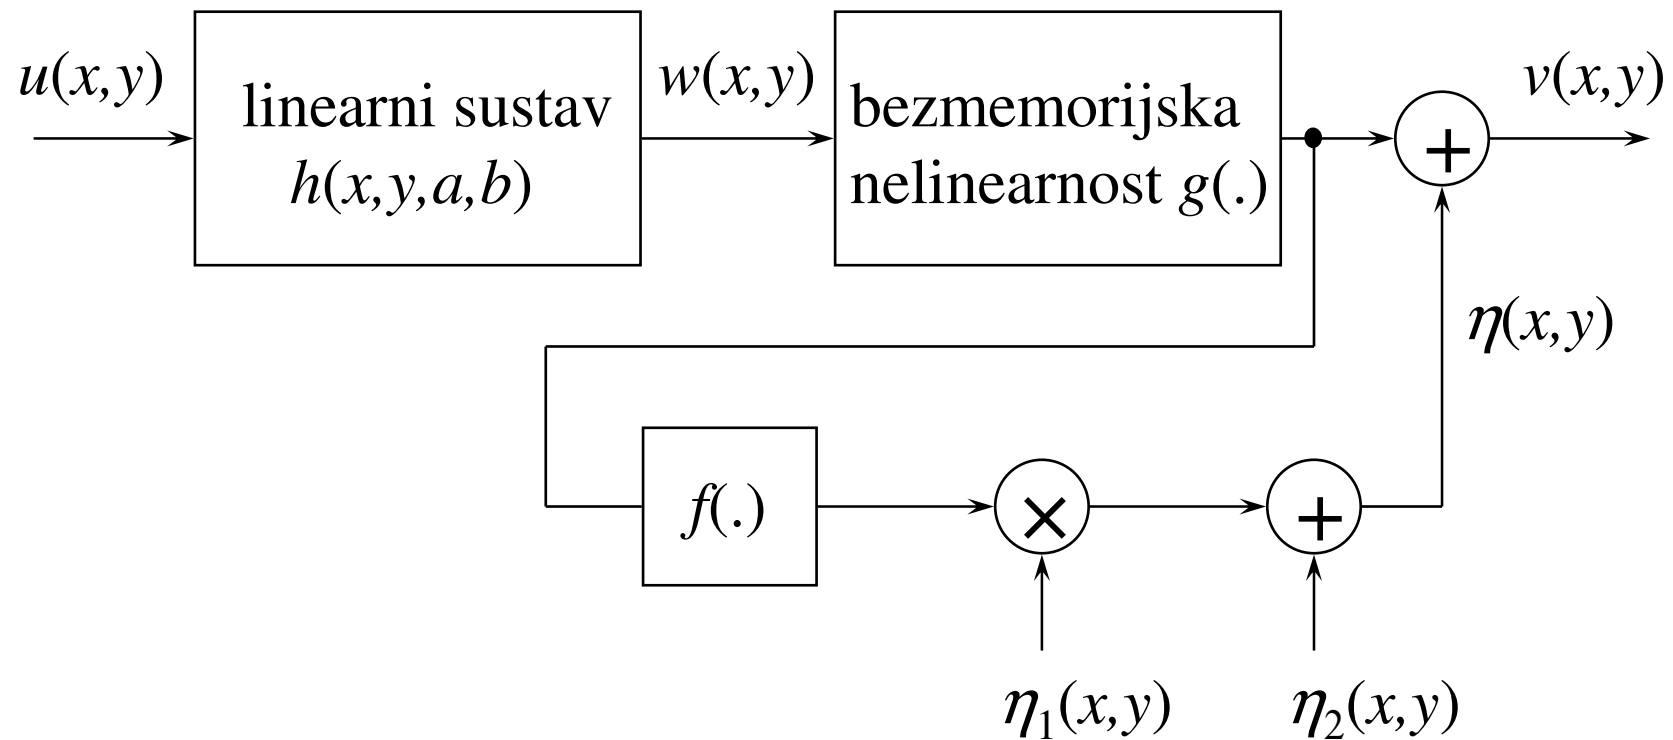 u(x,y)
linearni sustav
h(x,y,a,b)
w(x,y)
bezmemorijska
nelinearnost g(.)
+
v(x,y)
η(x,y)
f(.)
×
+
η₁(x,y)
η₂(x,y)